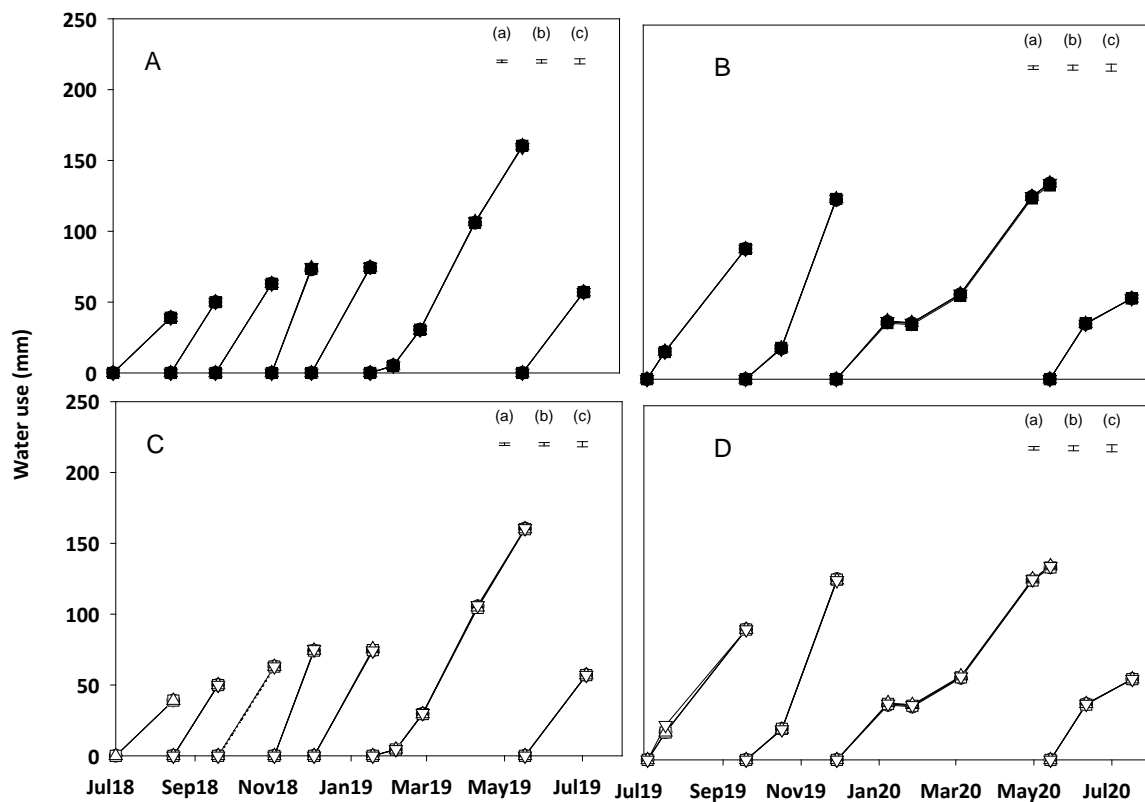 250
200
150
100
50
0
A
(a) (b) (c)
B
(a) (b) (c)
Water use (mm)
250
200
150
100
50
0
C
(a) (b) (c)
D
(a) (b) (c)
Jul18 Sep18 Nov18 Jan19 Mar19 May19 Jul19
Jul19 Sep19 Nov19 Jan20 Mar20 May20 Jul20